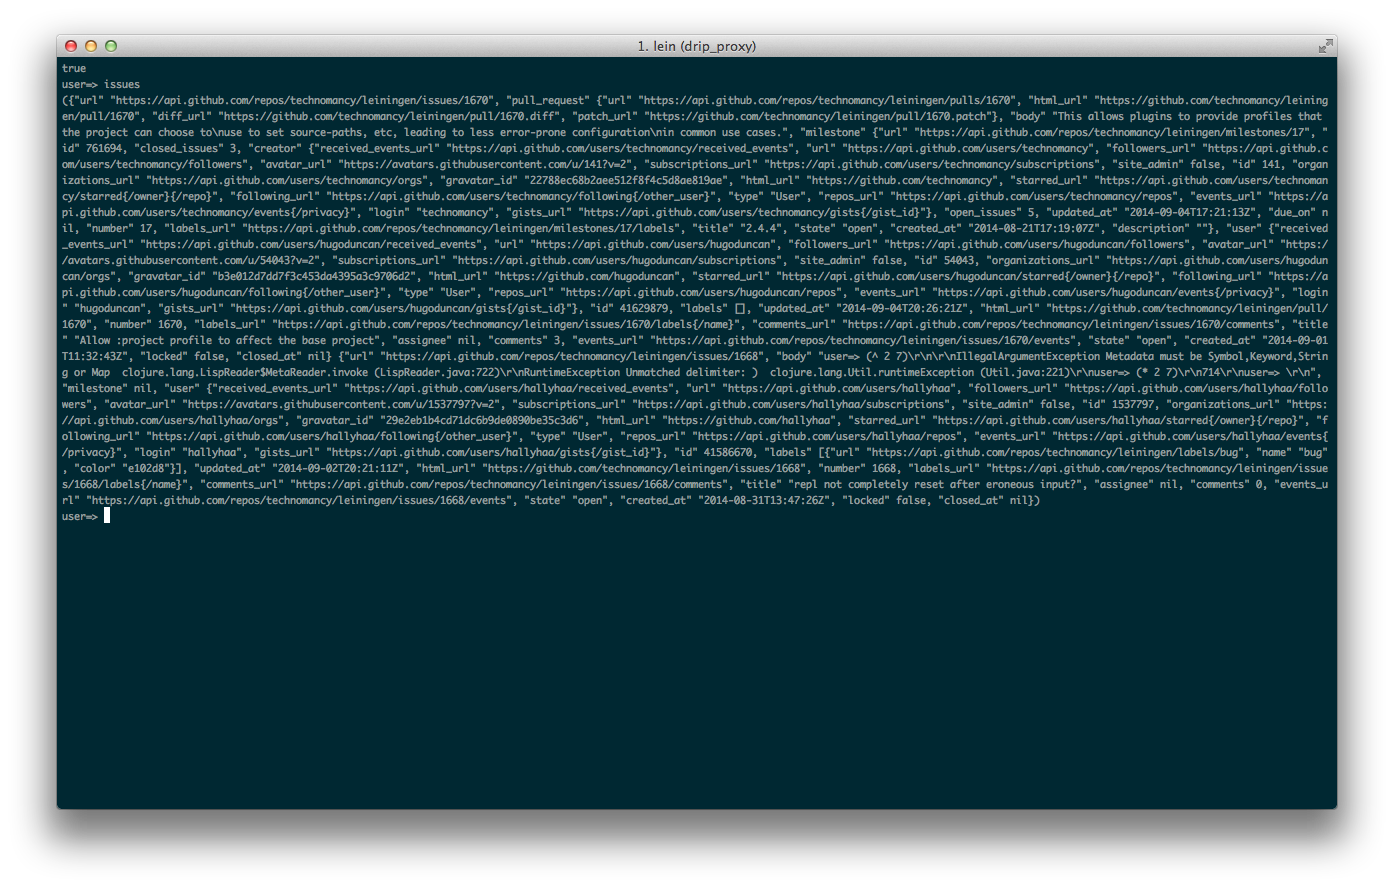 1. lein (drip_proxy)
true
user=> issues
({"url" "https://api.github.com/repos/technomancy/leiningen/issues/1670", "pull_request" {"url" "https://api.github.com/repos/technomancy/leiningen/pulls/1670", "html_url" "https://github.com/technomancy/leining
en/pull/1670", "diff_url" "https://github.com/technomancy/leiningen/pull/1670.diff", "patch_url" "https://github.com/technomancy/leiningen/pull/1670.patch"}, "body" "This allows plugins to provide profiles that
the project can choose to\nuse to set source-paths, etc, leading to less error-prone configuration\nin common use cases.", "milestone" {"url" "https://api.github.com/repos/technomancy/leiningen/milestones/17", "
id" 761694, "closed_issues" 3, "creator" {"received_events_url" "https://api.github.com/users/technomancy/received_events", "url" "https://api.github.com/users/technomancy", "followers_url" "https://api.github.c
om/users/technomancy/followers", "avatar_url" "https://avatars.githubusercontent.com/u/141?v=2", "subscriptions_url" "https://api.github.com/users/technomancy/subscriptions", "site_admin" false, "id" 141, "organ
izations_url" "https://api.github.com/users/technomancy/orgs", "gravatar_id" "22788ec68b2aee512f8f4c5d8ae819ae", "html_url" "https://github.com/technomancy", "starred_url" "https://api.github.com/users/technoman
cy/starred{/owner}{/repo}", "following_url" "https://api.github.com/users/technomancy/following{/other_user}", "type" "User", "repos_url" "https://api.github.com/users/technomancy/repos", "events_url" "https://a
pi.github.com/users/technomancy/events{/privacy}", "login" "technomancy", "gists_url" "https://api.github.com/users/technomancy/gists{/gist_id}"}, "open_issues" 5, "updated_at" "2014-09-04T17:21:13Z", "due_on" n
il, "number" 17, "labels_url" "https://api.github.com/repos/technomancy/leiningen/milestones/17/labels", "title" "2.4.4", "state" "open", "created_at" "2014-08-21T17:19:07Z", "description" ""}, "user" {"received
_events_url" "https://api.github.com/users/hugoduncan/received_events", "url" "https://api.github.com/users/hugoduncan", "followers_url" "https://api.github.com/users/hugoduncan/followers", "avatar_url" "https:/
/avatars.githubusercontent.com/u/54043?v=2", "subscriptions_url" "https://api.github.com/users/hugoduncan/subscriptions", "site_admin" false, "id" 54043, "organizations_url" "https://api.github.com/users/hugodun
can/orgs", "gravatar_id" "b3e012d7dd7f3c453da4395a3c9706d2", "html_url" "https://github.com/hugoduncan", "starred_url" "https://api.github.com/users/hugoduncan/starred{/owner}{/repo}", "following_url" "https://a
pi.github.com/users/hugoduncan/following{/other_user}", "type" "User", "repos_url" "https://api.github.com/users/hugoduncan/repos", "events_url" "https://api.github.com/users/hugoduncan/events{/privacy}", "login
" "hugoduncan", "gists_url" "https://api.github.com/users/hugoduncan/gists{/gist_id}"}, "id" 41629879, "labels" [], "updated_at" "2014-09-04T20:26:21Z", "html_url" "https://github.com/technomancy/leiningen/pull/
1670", "number" 1670, "labels_url" "https://api.github.com/repos/technomancy/leiningen/issues/1670/labels{/name}", "comments_url" "https://api.github.com/repos/technomancy/leiningen/issues/1670/comments", "title
" "Allow :project profile to affect the base project", "assignee" nil, "comments" 3, "events_url" "https://api.github.com/repos/technomancy/leiningen/issues/1670/events", "state" "open", "created_at" "2014-09-01
T11:32:43Z", "locked" false, "closed_at" nil} {"url" "https://api.github.com/repos/technomancy/leiningen/issues/1668", "body" "user=> (^ 2 7)\r\n\r\nIllegalArgumentException Metadata must be Symbol,Keyword,Strin
g or Map  clojure.lang.LispReader$MetaReader.invoke (LispReader.java:722)\r\nRuntimeException Unmatched delimiter: )  clojure.lang.Util.runtimeException (Util.java:221)\r\nuser=> (* 2 7)\r\n714\r\nuser=> \r\n",
"milestone" nil, "user" {"received_events_url" "https://api.github.com/users/hallyhaa/received_events", "url" "https://api.github.com/users/hallyhaa", "followers_url" "https://api.github.com/users/hallyhaa/follo
wers", "avatar_url" "https://avatars.githubusercontent.com/u/1537797?v=2", "subscriptions_url" "https://api.github.com/users/hallyhaa/subscriptions", "site_admin" false, "id" 1537797, "organizations_url" "https:
//api.github.com/users/hallyhaa/orgs", "gravatar_id" "29e2eb1b4cd71dc6b9de0890be35c3d6", "html_url" "https://github.com/hallyhaa", "starred_url" "https://api.github.com/users/hallyhaa/starred{/owner}{/repo}", "f
ollowing_url" "https://api.github.com/users/hallyhaa/following{/other_user}", "type" "User", "repos_url" "https://api.github.com/users/hallyhaa/repos", "events_url" "https://api.github.com/users/hallyhaa/events{
/privacy}", "login" "hallyhaa", "gists_url" "https://api.github.com/users/hallyhaa/gists{/gist_id}"}, "id" 41586670, "labels" [{"url" "https://api.github.com/repos/technomancy/leiningen/labels/bug", "name" "bug"
, "color" "e102d8"}], "updated_at" "2014-09-02T20:21:11Z", "html_url" "https://github.com/technomancy/leiningen/issues/1668", "number" 1668, "labels_url" "https://api.github.com/repos/technomancy/leiningen/issue
s/1668/labels{/name}", "comments_url" "https://api.github.com/repos/technomancy/leiningen/issues/1668/comments", "title" "repl not completely reset after eroneous input?", "assignee" nil, "comments" 0, "events_u
rl" "https://api.github.com/repos/technomancy/leiningen/issues/1668/events", "state" "open", "created_at" "2014-08-31T13:47:26Z", "locked" false, "closed_at" nil})
user=>